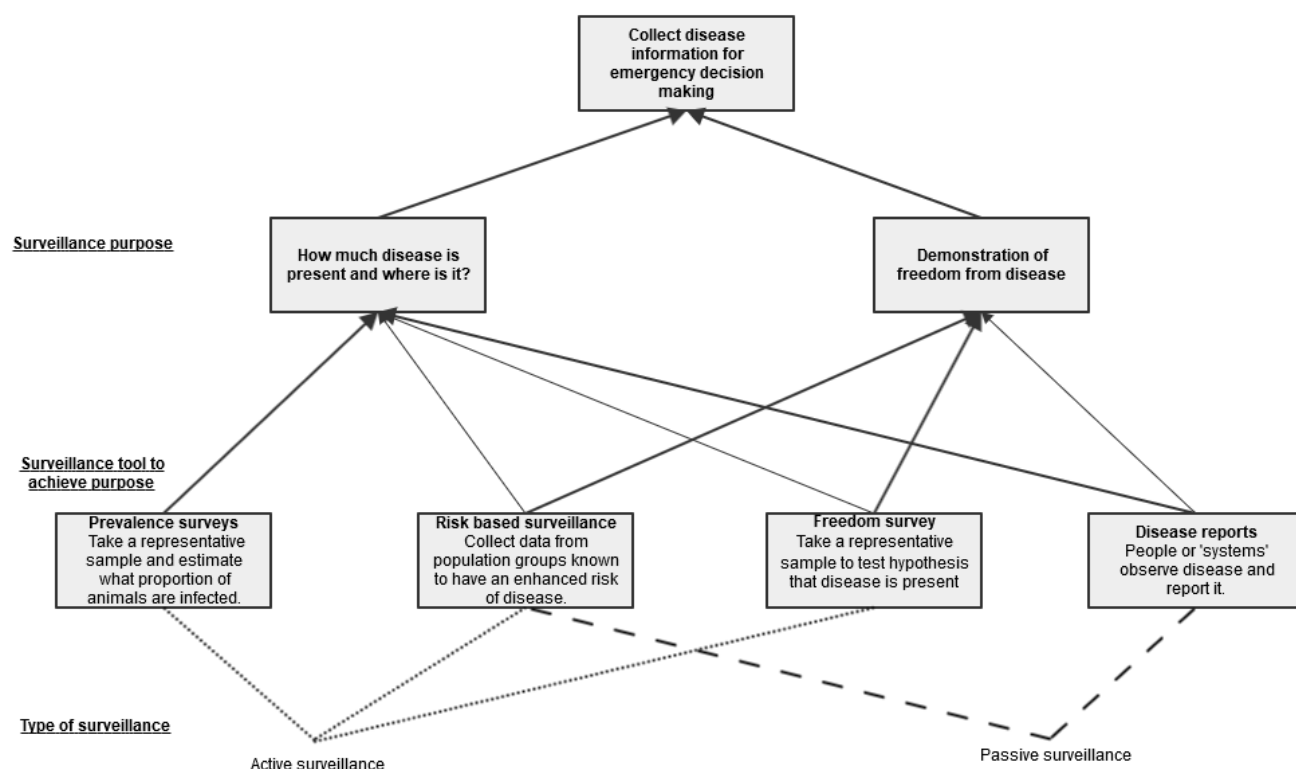 Collect disease
information for
emergency decision
making
Surveillance purpose
How much disease is
present and where is it?
Demonstration of
freedom from disease
Surveillance tool to
achieve purpose
Prevalence surveys
Take a representative
sample and estimate
what proportion of
animals are infected.
Risk based surveillance
Collect data from
population groups known
to have an enhanced risk
of disease.
Freedom survey
Take a representative
sample to test hypothesis
that disease is present
Disease reports
People or 'systems'
observe disease and
report it.
Type of surveillance
Active surveillance
Passive surveillance